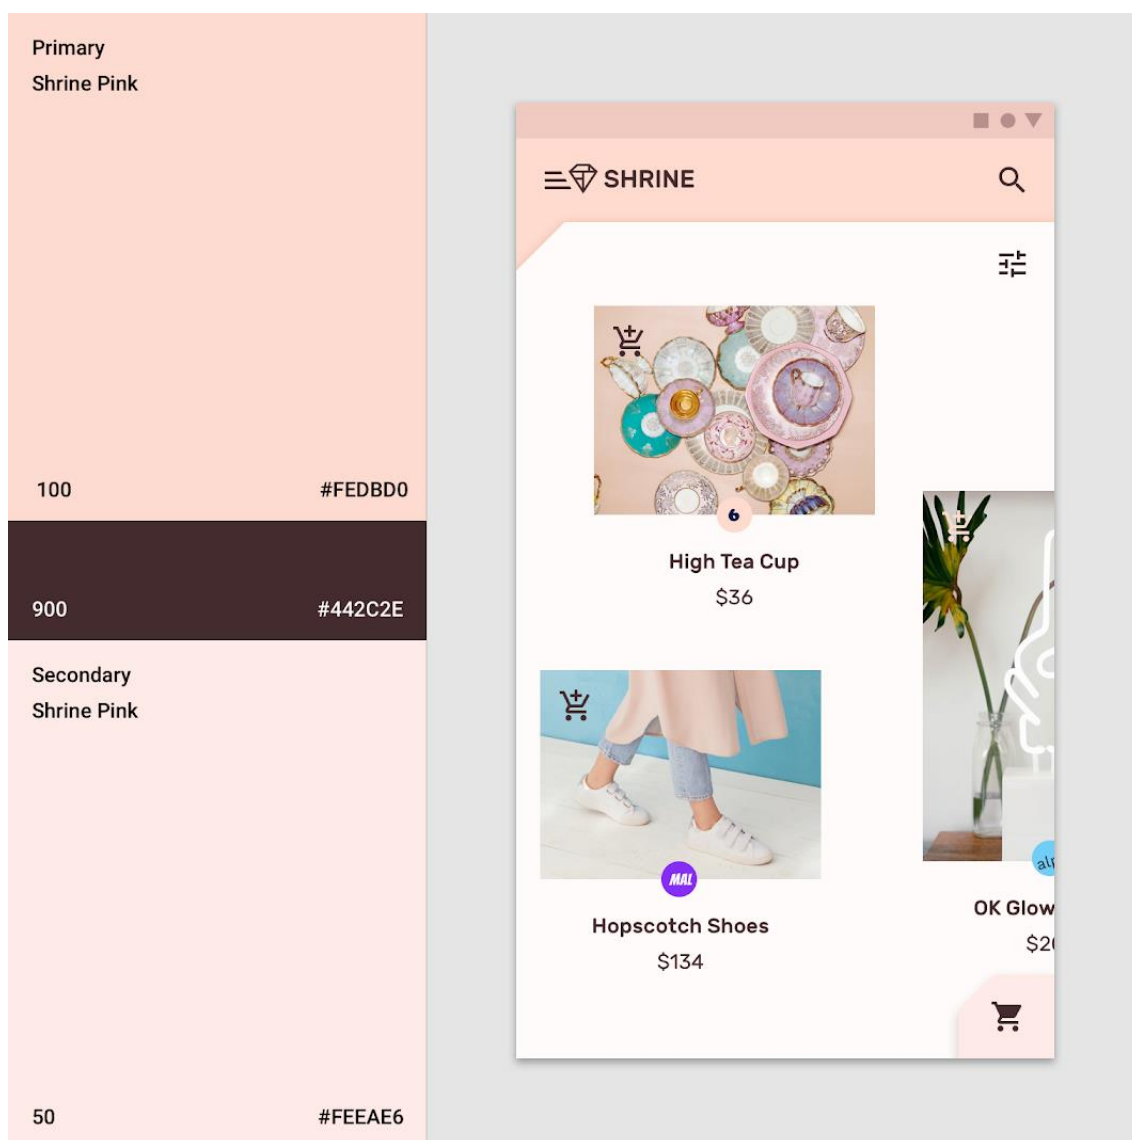 Primary
Shrine Pink
100 #FEDBD0
900 #442C2E
Secondary
Shrine Pink
50 #FEEAE6
SHRINE
6
High Tea Cup
$36
MAL
Hopscotch Shoes
$134
OK Glow